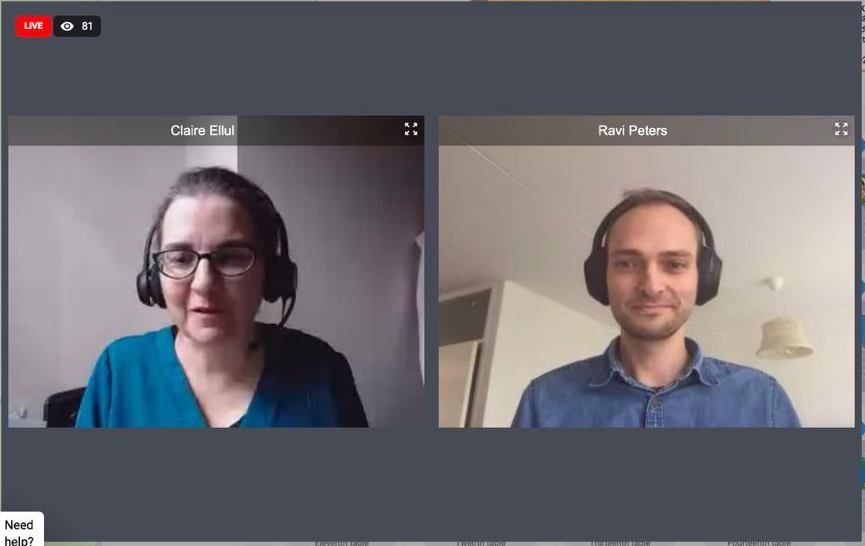 LIVE
81
Claire Ellul
Ravi Peters
Need
help?
Eleventh table
Twelfth table
Thirteenth table
Fourteenth table